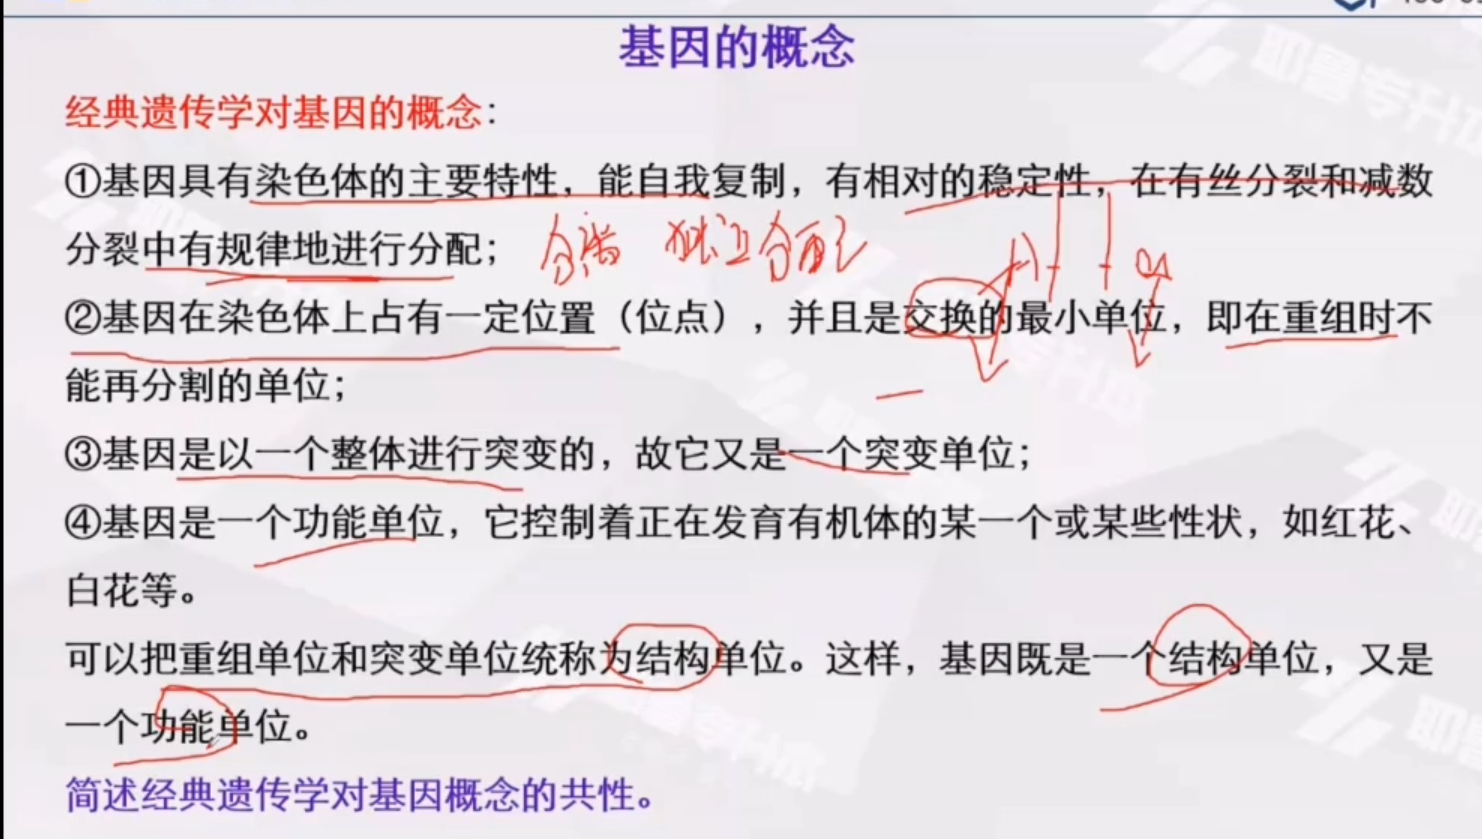 基因的概念
经典遗传学对基因的概念：
①基因具有染色体的主要特性，能自我复制，有相对的稳定性，在有丝分裂和减数
分裂中有规律地进行分配；
分离 独立分配
②基因在染色体上占有一定位置（位点），并且是交换的最小单位，即在重组时不
能再分割的单位；
③基因是以一个整体进行突变的，故它又是一个突变单位；
④基因是一个功能单位，它控制着正在发育有机体的某一个或某些性状，如红花、
白花等。
可以把重组单位和突变单位统称为结构单位。这样，基因既是一个结构单位，又是
一个功能单位。
简述经典遗传学对基因概念的共性。